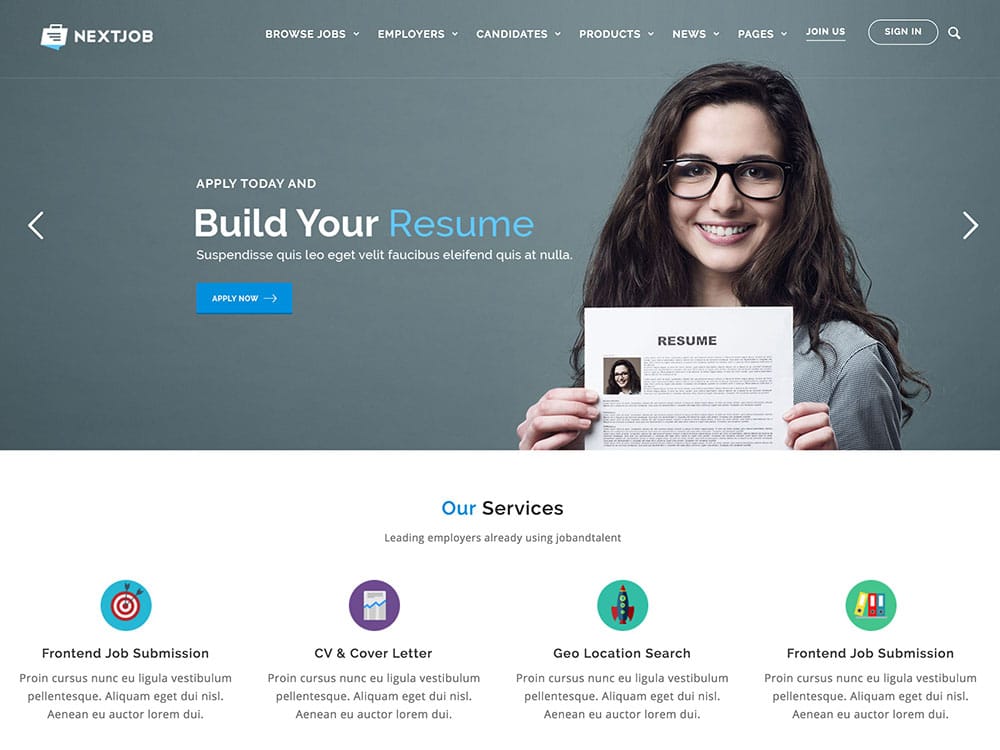 NEXTJOB
BROWSE JOBS EMPLOYERS CANDIDATES PRODUCTS NEWS PAGES JOIN US SIGN IN
APPLY TODAY AND
Build Your Resume
Suspendisse quis leo eget velit faucibus eleifend quis at nulla.
APPLY NOW
RESUME
Our Services
Leading employers already using jobandtalent
Frontend Job Submission
Proin cursus nunc eu ligula vestibulum
pellentesque. Aliquam eget dui nisl.
Aenean eu auctor lorem dui.
CV & Cover Letter
Proin cursus nunc eu ligula vestibulum
pellentesque. Aliquam eget dui nisl.
Aenean eu auctor lorem dui.
Geo Location Search
Proin cursus nunc eu ligula vestibulum
pellentesque. Aliquam eget dui nisl.
Aenean eu auctor lorem dui.
Frontend Job Submission
Proin cursus nunc eu ligula vestibulum
pellentesque. Aliquam eget dui nisl.
Aenean eu auctor lorem dui.